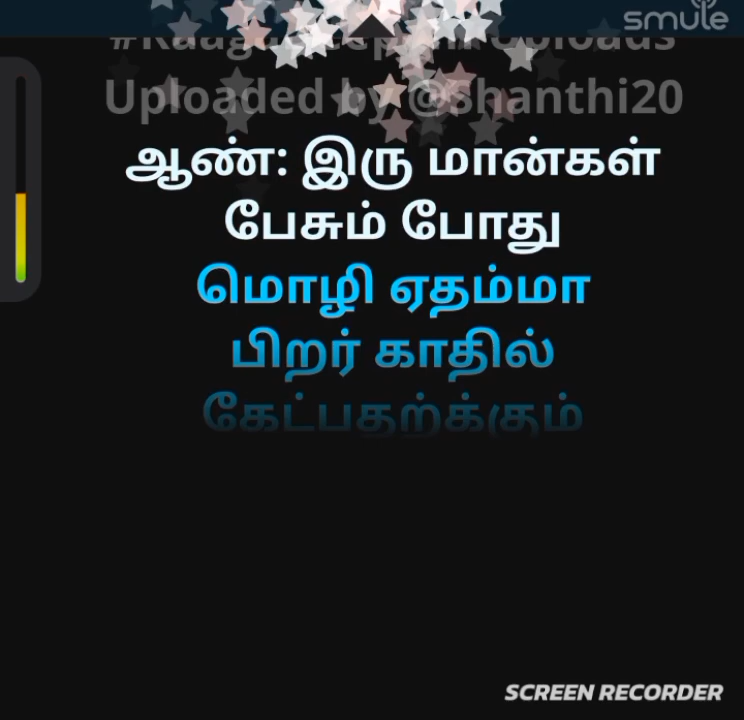 smule
Uploaded by @Shanthi20
ஆண்: இரு மான்கள்
பேசும் போது
மொழி ஏதம்மா
பிறர் காதில்
கேட்பதற்க்கும்
SCREEN RECORDER